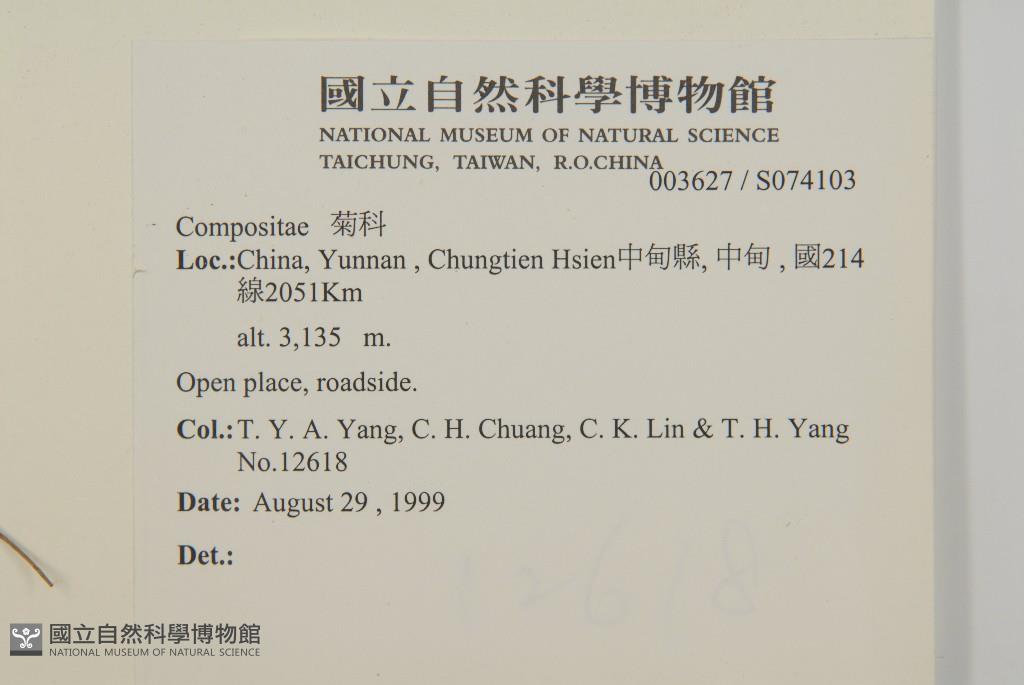 國立自然科學博物館
NATIONAL MUSEUM OF NATURAL SCIENCE
TAICHUNG, TAIWAN, R.O.CHINA
003627 / S074103
Compositae 菊科
Loc.:China, Yunnan , Chungtien Hsien中甸縣, 中甸 , 國214
線2051Km
alt. 3,135 m.
Open place, roadside.
Col.:T. Y. A. Yang, C. H. Chuang, C. K. Lin & T. H. Yang
No.12618
Date: August 29 , 1999
Det.:
12618
國立自然科學博物館
NATIONAL MUSEUM OF NATURAL SCIENCE